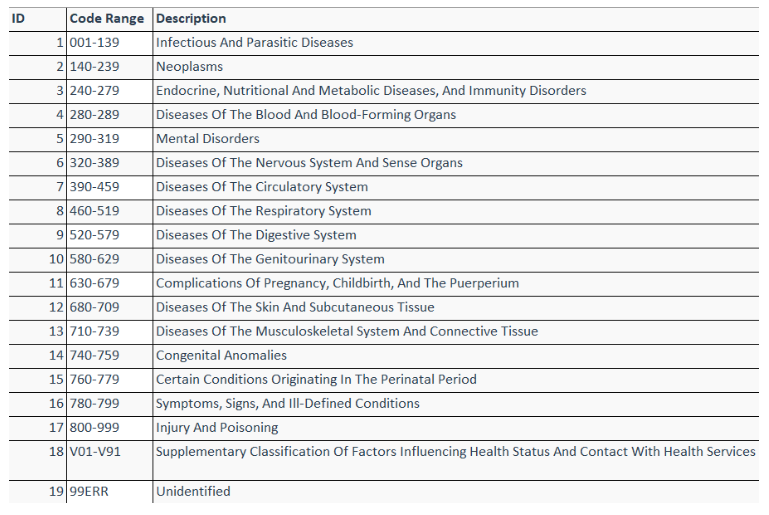 ID Code Range Description
1 001-139 Infectious And Parasitic Diseases
2 140-239 Neoplasms
3 240-279 Endocrine, Nutritional And Metabolic Diseases, And Immunity Disorders
4 280-289 Diseases Of The Blood And Blood-Forming Organs
5 290-319 Mental Disorders
6 320-389 Diseases Of The Nervous System And Sense Organs
7 390-459 Diseases Of The Circulatory System
8 460-519 Diseases Of The Respiratory System
9 520-579 Diseases Of The Digestive System
10 580-629 Diseases Of The Genitourinary System
11 630-679 Complications Of Pregnancy, Childbirth, And The Puerperium
12 680-709 Diseases Of The Skin And Subcutaneous Tissue
13 710-739 Diseases Of The Musculoskeletal System And Connective Tissue
14 740-759 Congenital Anomalies
15 760-779 Certain Conditions Originating In The Perinatal Period
16 780-799 Symptoms, Signs, And Ill-Defined Conditions
17 800-999 Injury And Poisoning
18 V01-V91 Supplementary Classification Of Factors Influencing Health Status And Contact With Health Services
19 99ERR Unidentified